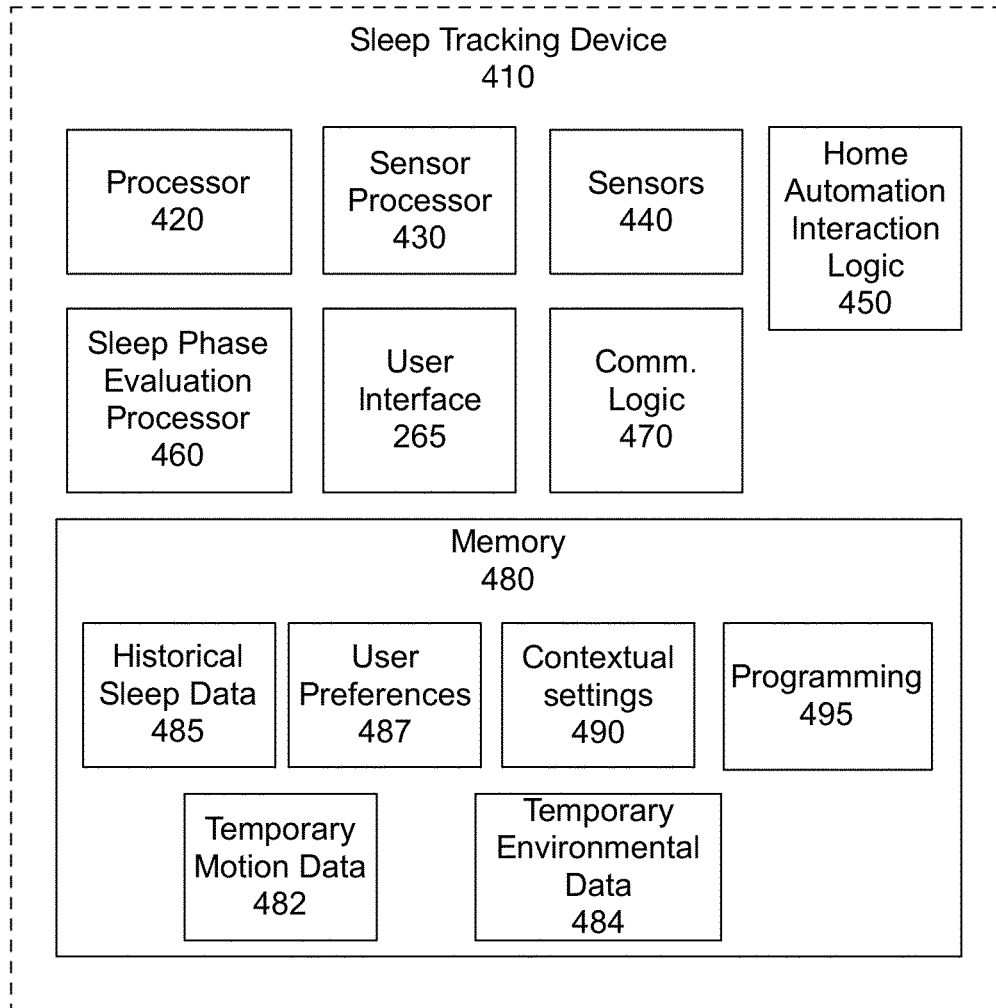 Sleep Tracking Device
410
Processor
420
Sensor
Processor
430
Sensors
440
Home
Automation
Interaction
Logic
450
Sleep Phase
Evaluation
Processor
460
User
Interface
265
Comm.
Logic
470
Memory
480
Historical
Sleep Data
485
User
Preferences
487
Contextual
settings
490
Programming
495
Temporary
Motion Data
482
Temporary
Environmental
Data
484